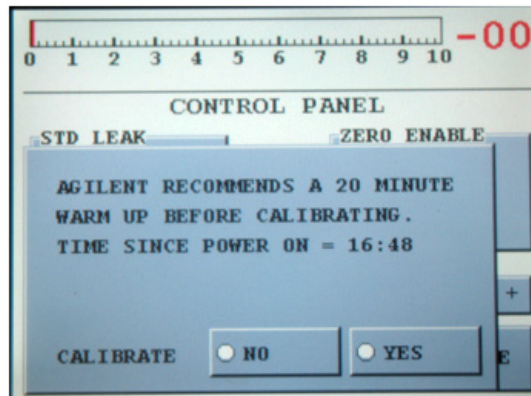 -00
0 1 2 3 4 5 6 7 8 9 10
CONTROL PANEL
STD LEAK ZERO ENABLE
AGILENT RECOMMENDS A 20 MINUTE
WARM UP BEFORE CALIBRATING.
TIME SINCE POWER ON = 16:48
+
CALIBRATE NO YES
E